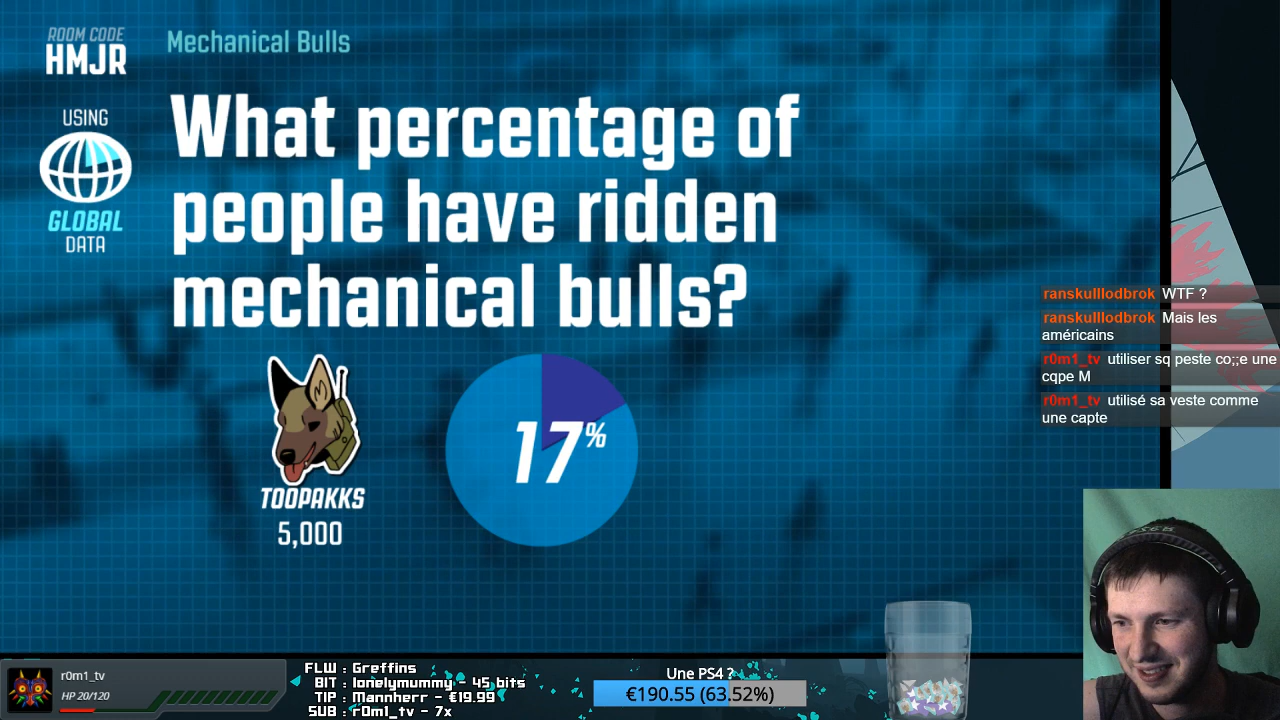 ROOM CODE
HMJR
USING
GLOBAL
DATA
Mechanical Bulls
What percentage of
people have ridden
mechanical bulls?
TOOPAKKS
5,000
17%
ranskulllodbrok WTF ?
ranskulllodbrok Mais les
américains
r0m1_tv utiliser sq peste co;;e une
cqpe M
r0m1_tv utilisé sa veste comme
une capte
r0m1_tv
HP 20/120
FLW : Greffins
BIT : lonelymummy - 45 bits
TIP : Mannherr - €19.99
SUB : r0m1_tv - 7x
Une PS4 ?
€190.55 (63.52%)